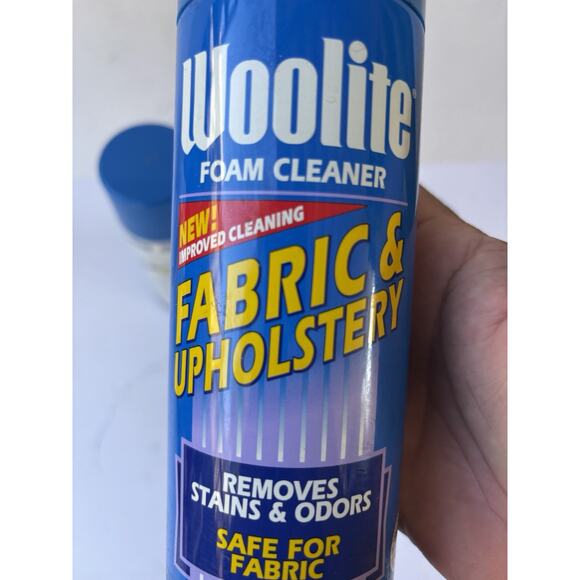 Woolite
FOAM CLEANER
NEW!
IMPROVED CLEANING
FABRIC &
UPHOLSTERY
REMOVES
STAINS & ODORS
SAFE FOR
FABRIC